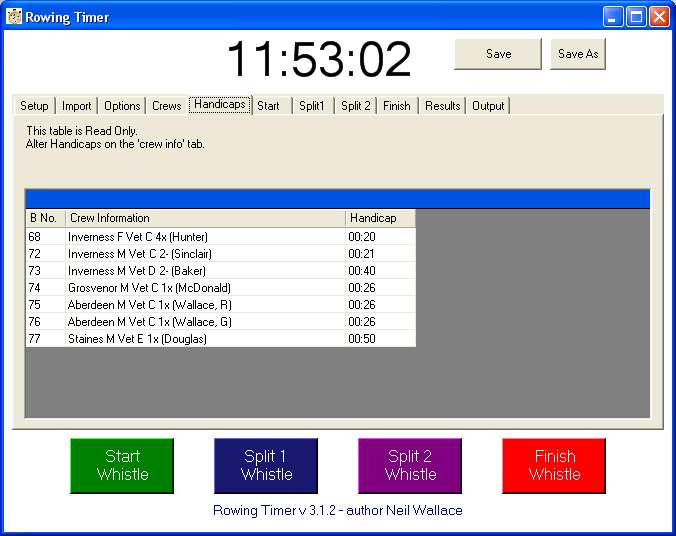 Rowing Timer
11:53:02
Save
Save As
Setup Import Options Crews Handicaps Start Split1 Split 2 Finish Results Output
This table is Read Only.
Alter Handicaps on the 'crew info' tab.
B No. Crew Information Handicap
68 Inverness F Vet C 4x (Hunter) 00:20
72 Inverness M Vet C 2- (Sinclair) 00:21
73 Inverness M Vet D 2- (Baker) 00:40
74 Grosvenor M Vet C 1x (McDonald) 00:26
75 Aberdeen M Vet C 1x (Wallace, R) 00:26
76 Aberdeen M Vet C 1x (Wallace, G) 00:26
77 Staines M Vet E 1x (Douglas) 00:50
Start
Whistle
Split 1
Whistle
Split 2
Whistle
Finish
Whistle
Rowing Timer v 3.1.2 - author Neil Wallace